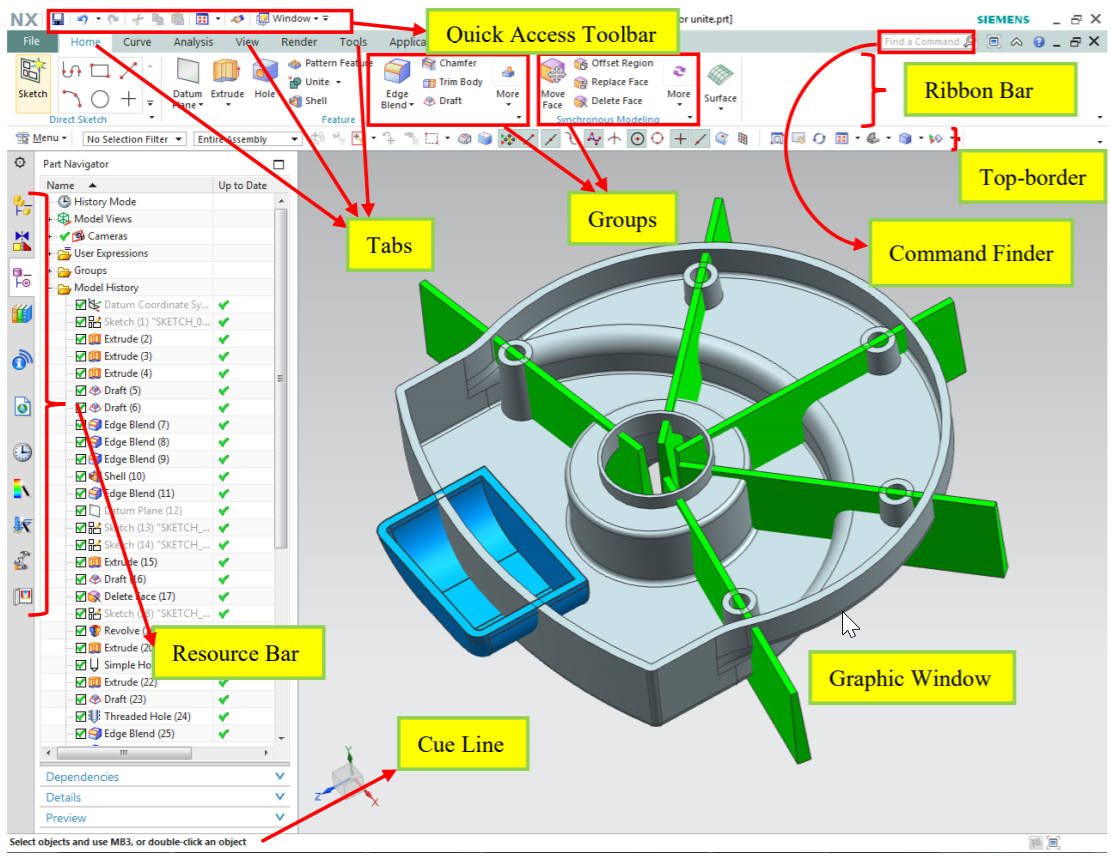 NX
Window
or unite.prt]
SIEMENS
Quick Access Toolbar
File
Home
Curve
Analysis
View
Render
Tools
Applica
Find a Command
Sketch
Datum
Plane
Extrude
Hole
Pattern Feature
Unite
Shell
Edge
Blend
Chamfer
Trim Body
Draft
More
Move
Face
Offset Region
Replace Face
Delete Face
More
Surface
Ribbon Bar
Direct Sketch
Feature
Synchronous Modeling
Menu
No Selection Filter
Entire Assembly
Top-border
Groups
Tabs
Command Finder
Part Navigator
Name
Up to Date
History Mode
Model Views
Cameras
User Expressions
Groups
Model History
Datum Coordinate Sy...
Sketch (1) "SKETCH_0...
Extrude (2)
Extrude (3)
Extrude (4)
Draft (5)
Draft (6)
Edge Blend (7)
Edge Blend (8)
Edge Blend (9)
Shell (10)
Edge Blend (11)
Datum Plane (12)
Sketch (13) "SKETCH_...
Sketch (14) "SKETCH_...
Extrude (15)
Draft (16)
Delete Face (17)
Sketch (18) "SKETCH_...
Revolve (
Extrude (20
Simple Ho
Extrude (22)
Draft (23)
Threaded Hole (24)
Edge Blend (25)
Resource Bar
Graphic Window
Cue Line
Dependencies
Details
Preview
Y
Z
X
Select objects and use MB3, or double-click an object